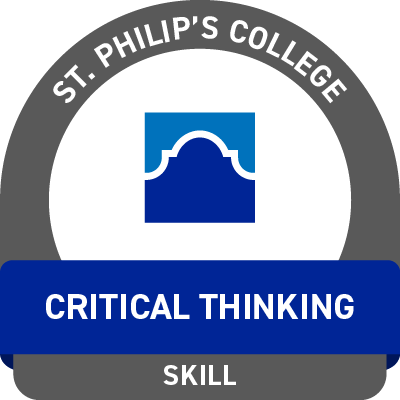 ST. PHILIP'S COLLEGE
CRITICAL THINKING
SKILL